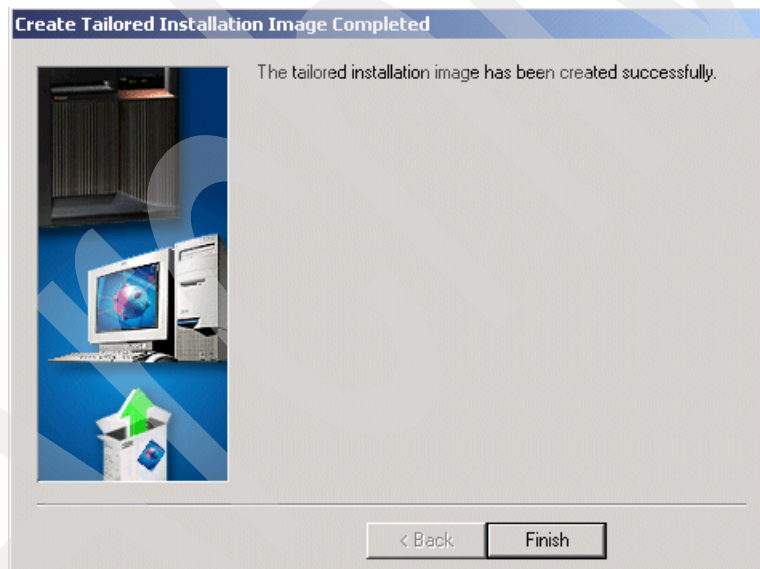 Create Tailored Installation Image Completed
The tailored installation image has been created successfully.
< Back
Finish